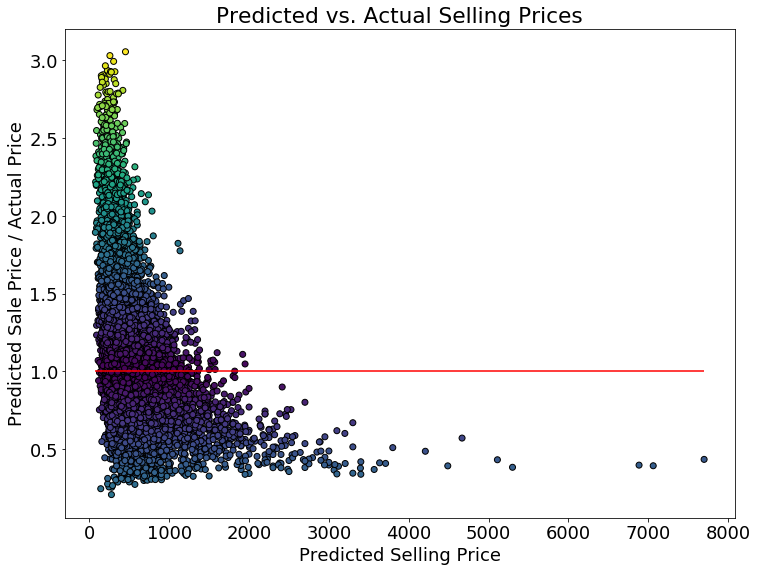 Predicted vs. Actual Selling Prices
Predicted Sale Price / Actual Price
3.0
2.5
2.0
1.5
1.0
0.5
0 1000 2000 3000 4000 5000 6000 7000 8000
Predicted Selling Price